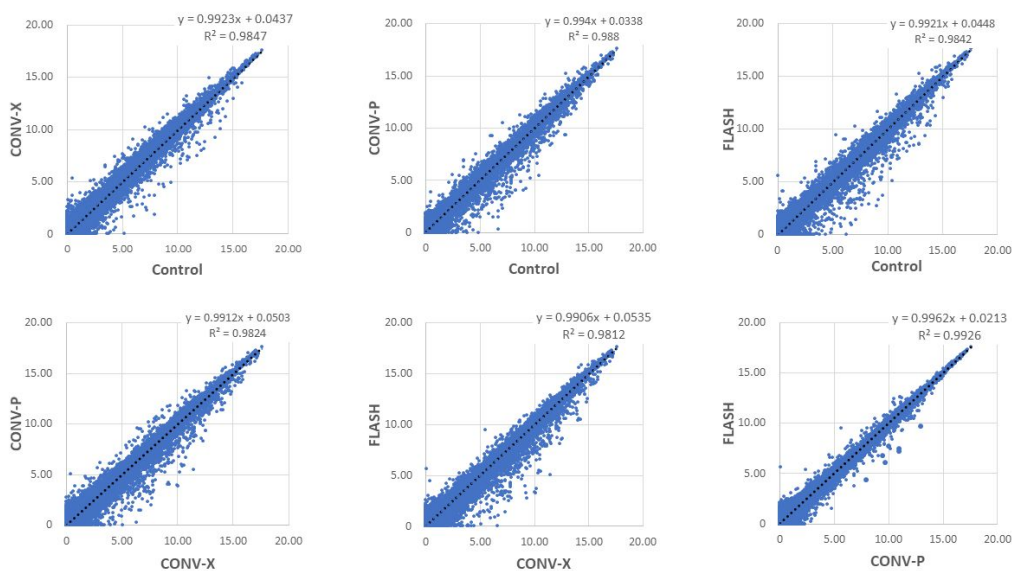 y = 0.9923x + 0.0437
R² = 0.9847
20.00
15.00
10.00
5.00
0
CONV-X
0
5.00
10.00
15.00
20.00
Control
y = 0.994x + 0.0338
R² = 0.988
20.00
15.00
10.00
5.00
0
CONV-P
0
5.00
10.00
15.00
20.00
Control
y = 0.9921x + 0.0448
R² = 0.9842
20.00
15.00
10.00
5.00
0
FLASH
0
5.00
10.00
15.00
20.00
Control
y = 0.9912x + 0.0503
R² = 0.9824
20.00
15.00
10.00
5.00
0
CONV-P
0
5.00
10.00
15.00
20.00
CONV-X
y = 0.9906x + 0.0535
R² = 0.9812
20.00
15.00
10.00
5.00
0
FLASH
0
5.00
10.00
15.00
20.00
CONV-X
y = 0.9962x + 0.0213
R² = 0.9926
20.00
15.00
10.00
5.00
0
FLASH
0
5.00
10.00
15.00
20.00
CONV-P